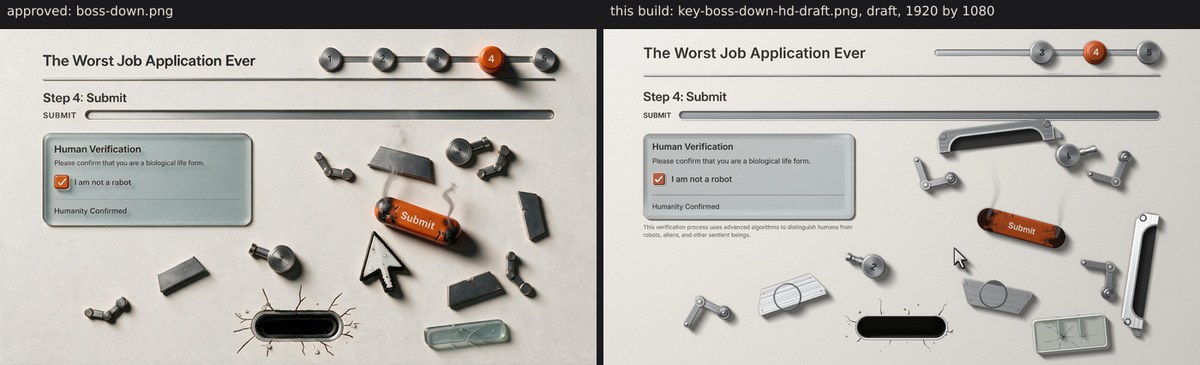 approved: boss-down.png
The Worst Job Application Ever
1 2 3 4 5
Step 4: Submit
SUBMIT
Human Verification
Please confirm that you are a biological life form.
I am not a rabot
Humanity Confirmed
Submit
this build: key-boss-down-hd-draft.png, draft, 1920 by 1080
The Worst Job Application Ever
3 4 5
Step 4: Submit
SUBMIT
Human Verification
Please confirm that you are a biological life form.
I am not a rabot
Humanity Confirmed
This verification process uses advanced algorithms to distinguish humans from
robots, aliens, and other sentient beings.
Submit
2